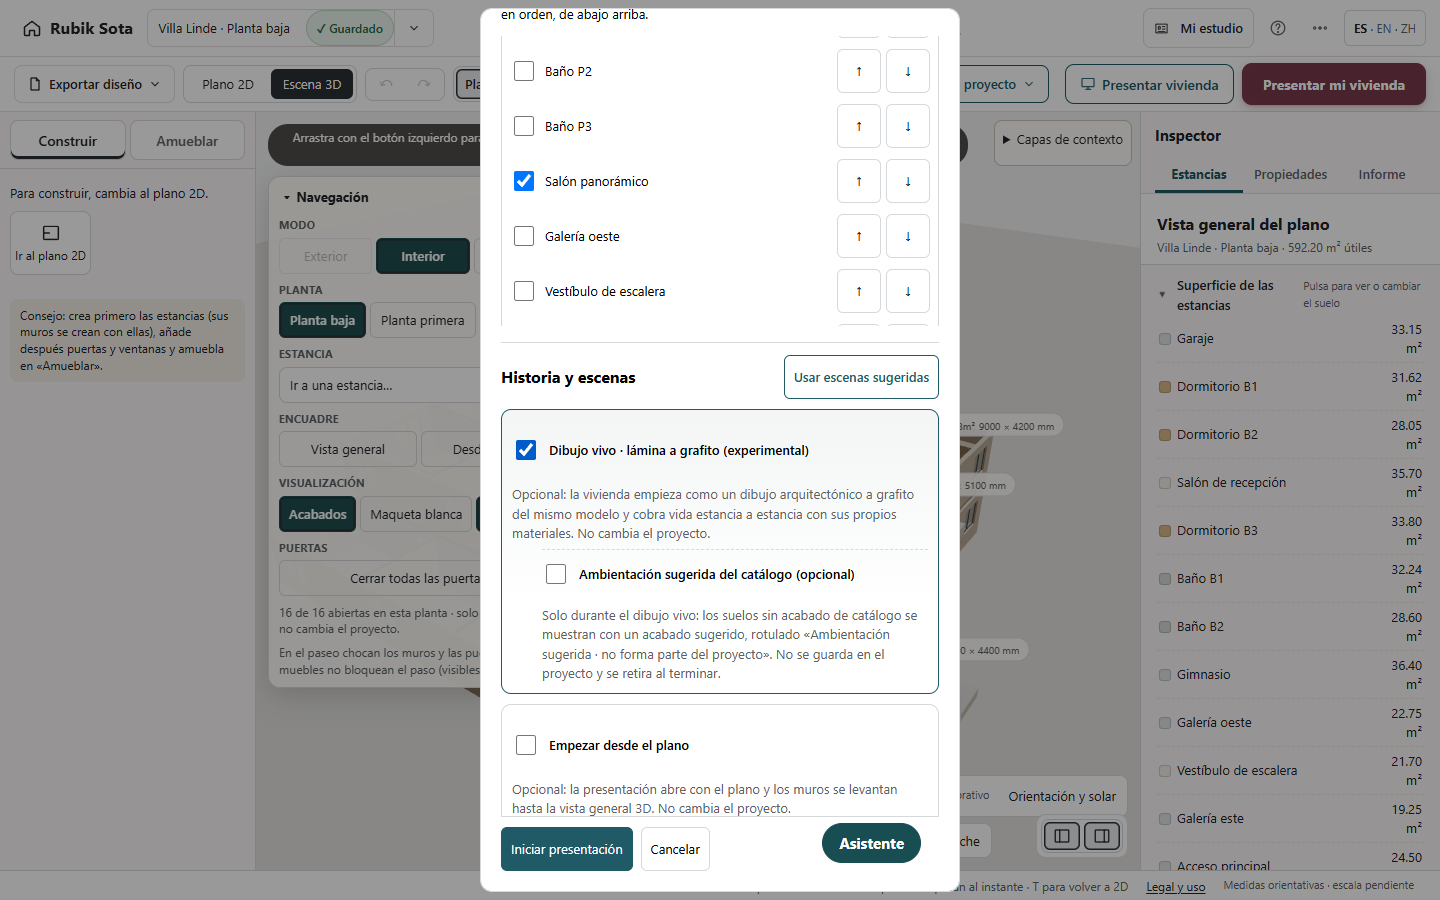 Rubik Sota
Villa Linde · Planta baja
✓ Guardado
Mi estudio
ES · EN · ZH
Exportar diseño
Plano 2D
Escena 3D
proyecto
Presentar vivienda
Presentar mi vivienda
Construir
Amueblar
Para construir, cambia al plano 2D.
Ir al plano 2D
Consejo: crea primero las estancias (sus
muros se crean con ellas), añade
después puertas y ventanas y amuebla
en «Amueblar».
Arrastra con el botón izquierdo
Navegación
MODO
Exterior
Interior
PLANTA
Planta baja
Planta primera
ESTANCIA
Ir a una estancia...
ENCUADRE
Vista general
VISUALIZACIÓN
Acabados
Maqueta blanca
PUERTAS
Cerrar todas las
16 de 16 abiertas en esta planta · solo
no cambia el proyecto.
En el paseo chocan los muros y las
muebles no bloquean el paso
en orden, de abajo arriba.
Baño P2
↑
↓
Baño P3
↑
↓
Salón panorámico
↑
↓
Galería oeste
↑
↓
Vestíbulo de escalera
↑
↓
Historia y escenas
Usar escenas sugeridas
Dibujo vivo · lámina a grafito (experimental)
Opcional: la vivienda empieza como un dibujo arquitectónico a grafito
del mismo modelo y cobra vida estancia a estancia con sus propios
materiales. No cambia el proyecto.
Ambientación sugerida del catálogo (opcional)
Solo durante el dibujo vivo: los suelos sin acabado de catálogo se
muestran con un acabado sugerido, rotulado «Ambientación
sugerida · no forma parte del proyecto». No se guarda en el
proyecto y se retira al terminar.
Empezar desde el plano
Opcional: la presentación abre con el plano y los muros se levantan
hasta la vista general 3D. No cambia el proyecto.
Iniciar presentación
Cancelar
Asistente
Capas de contexto
m² 9000 × 4200 mm
5100 mm
× 4400 mm
Orientación y solar
al instante · T para volver a 2D
Legal y uso
Medidas orientativas · escala pendiente
Inspector
Estancias
Propiedades
Informe
Vista general del plano
Villa Linde · Planta baja · 592.20 m² útiles
Superficie de las
estancias
Pulsa para ver o cambiar
el suelo
Garaje
33.15
m²
Dormitorio B1
31.62
m²
Dormitorio B2
28.05
m²
Salón de recepción
35.70
m²
Dormitorio B3
33.80
m²
Baño B1
32.24
m²
Baño B2
28.60
m²
Gimnasio
36.40
m²
Galería oeste
22.75
m²
Vestíbulo de escalera
21.70
m²
Galería este
19.25
m²
Acceso principal
24.50
m²